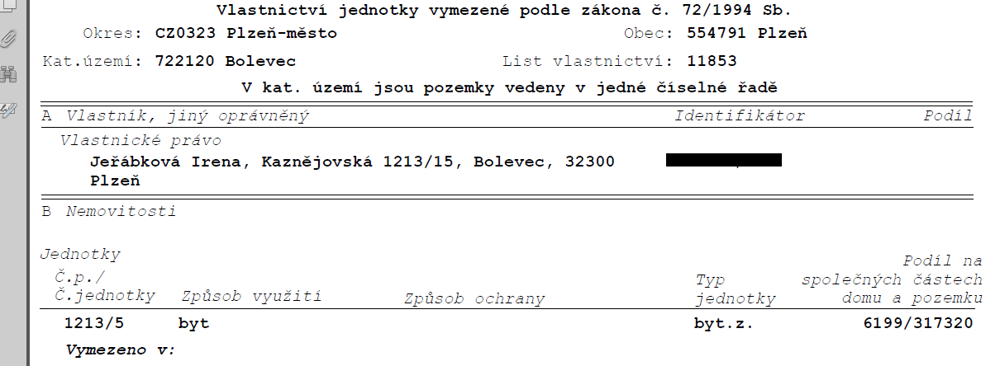 Vlastnictví jednotky vymezené podle zákona č. 72/1994 Sb.
Okres: CZ0323 Plzeň-město Obec: 554791 Plzeň
Kat.území: 722120 Bolevec List vlastnictví: 11853
V kat. území jsou pozemky vedeny v jedné číselné řadě
A Vlastník, jiný oprávněný Identifikátor Podíl
Vlastnické právo
Jeřábková Irena, Kaznějovská 1213/15, Bolevec, 32300
Plzeň
B Nemovitosti
Jednotky
Č.p./
Č.jednotky Způsob využití Způsob ochrany Typ jednotky Podíl na společných částech domu a pozemku
1213/5 byt byt.z. 6199/317320
Vymezeno v: